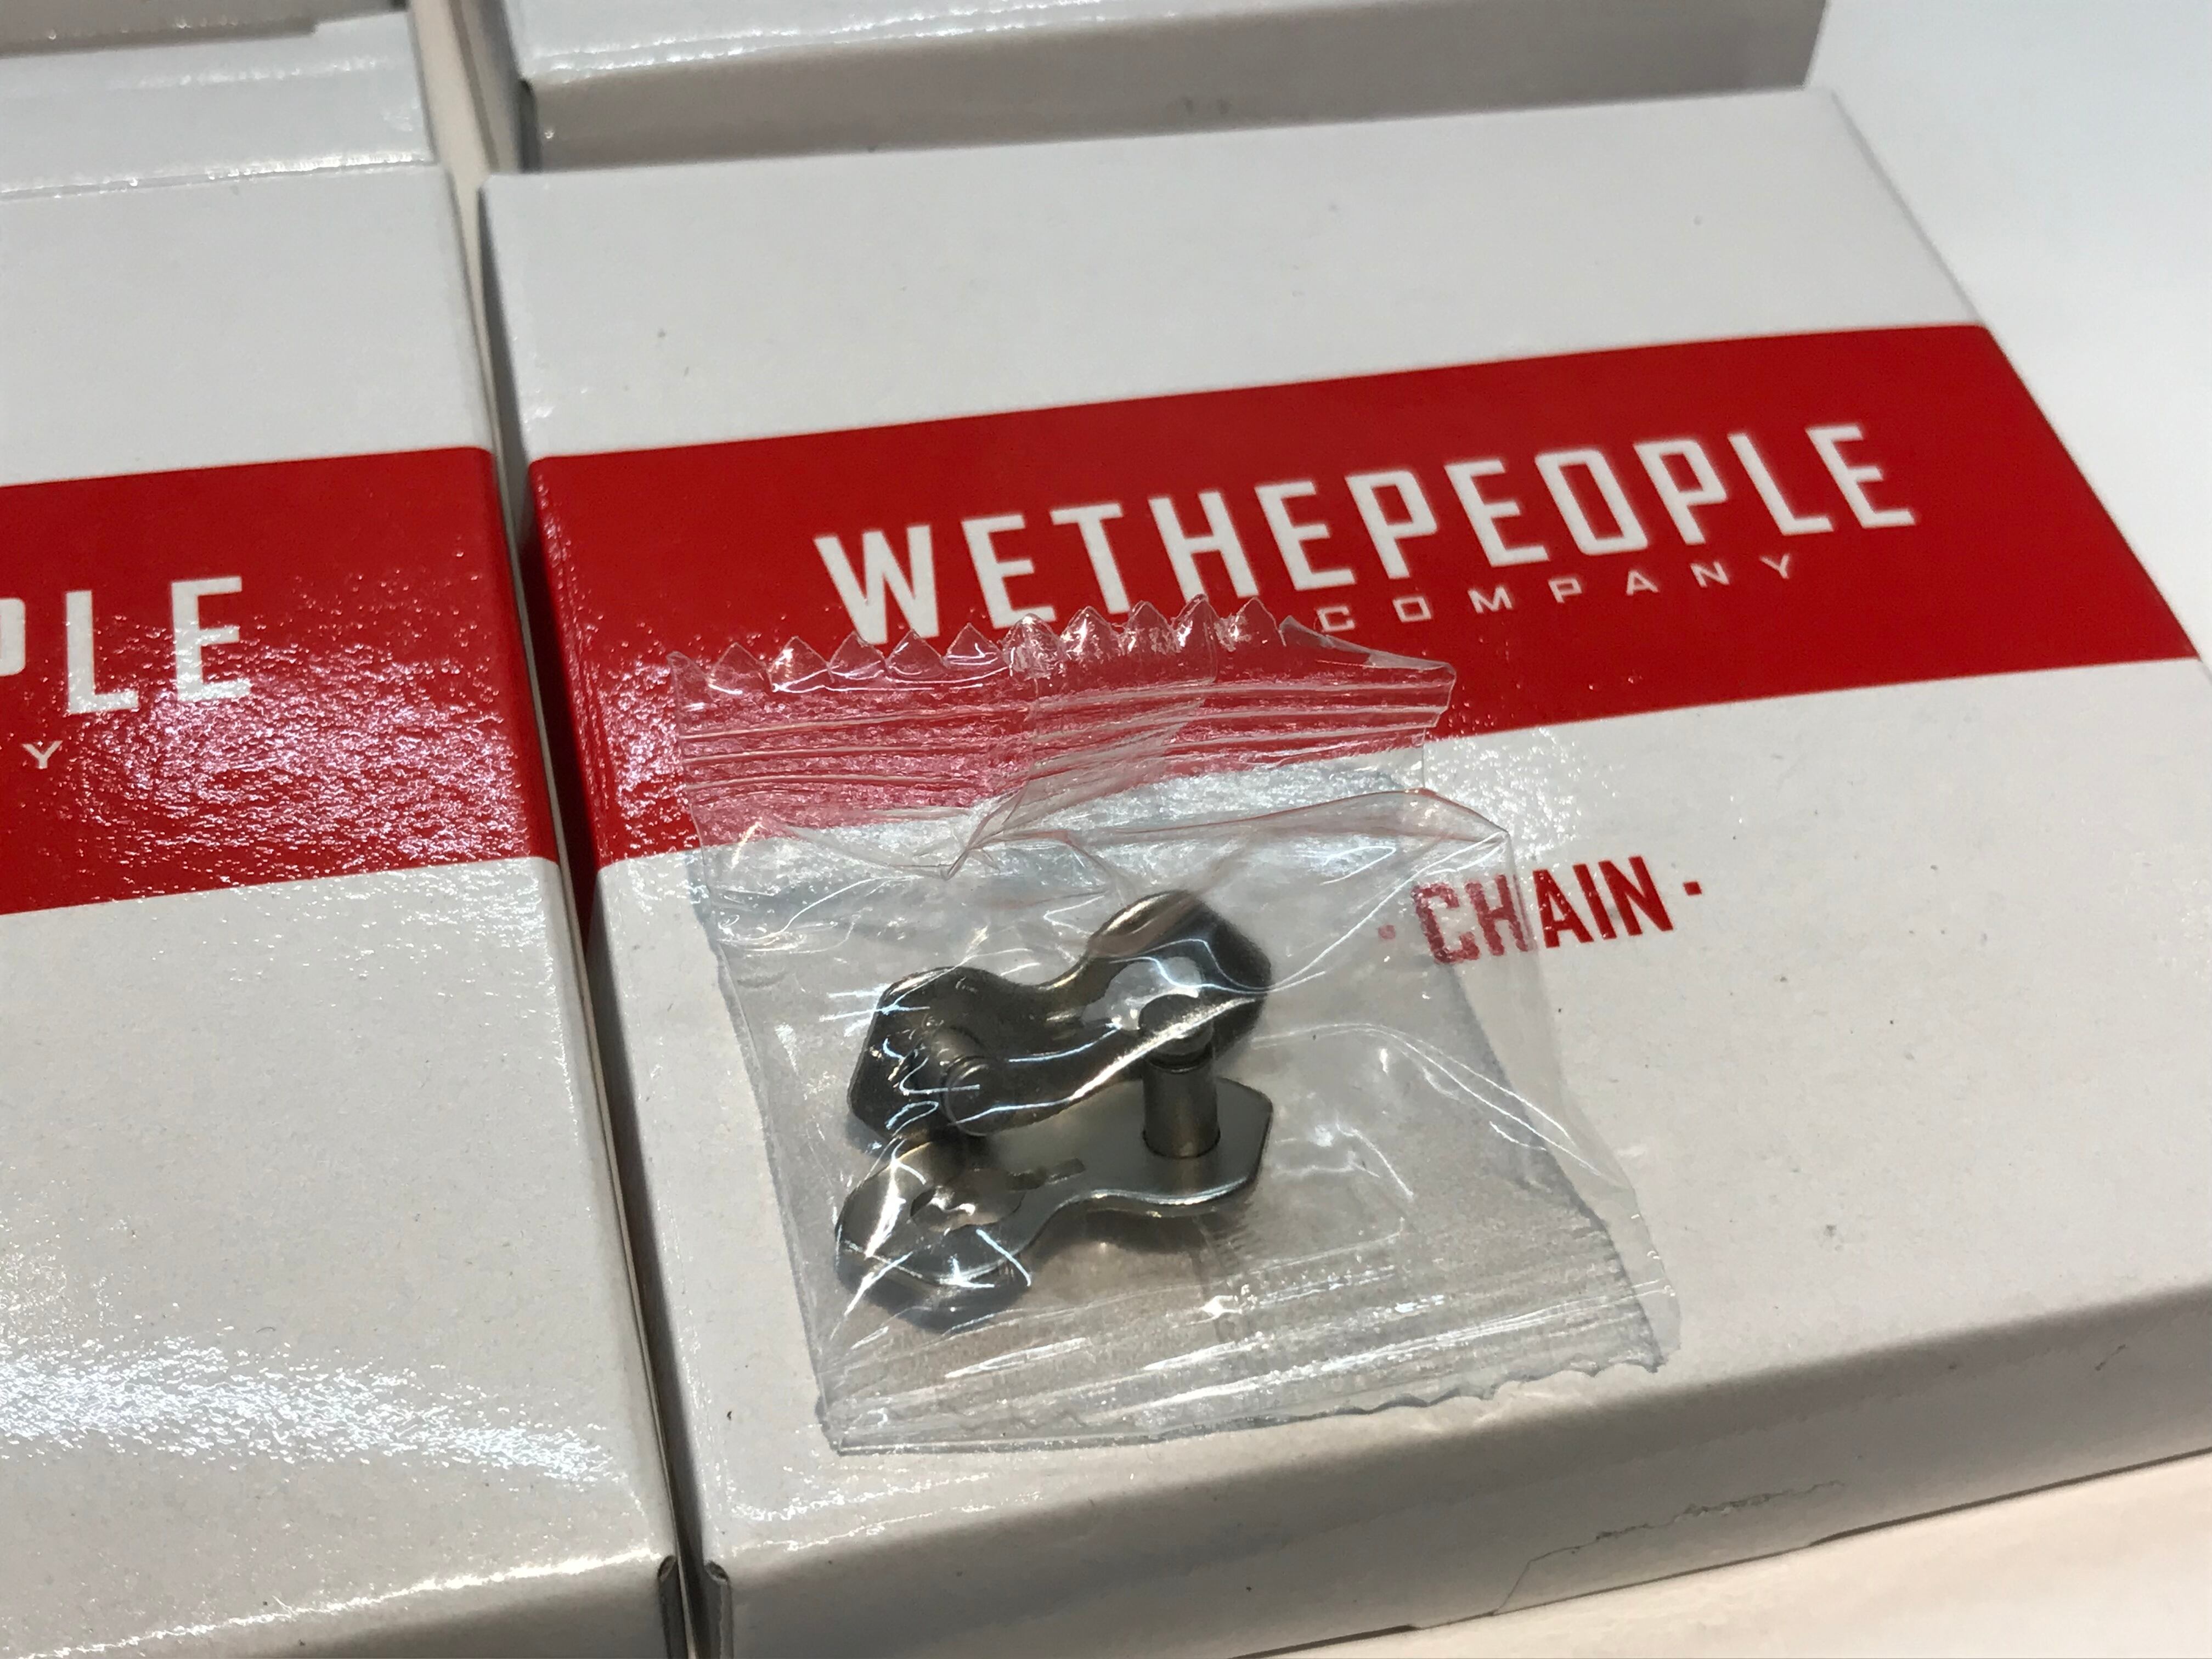 PLE
Y
WETHEPEOPLE
COMPANY
· CHAIN ·